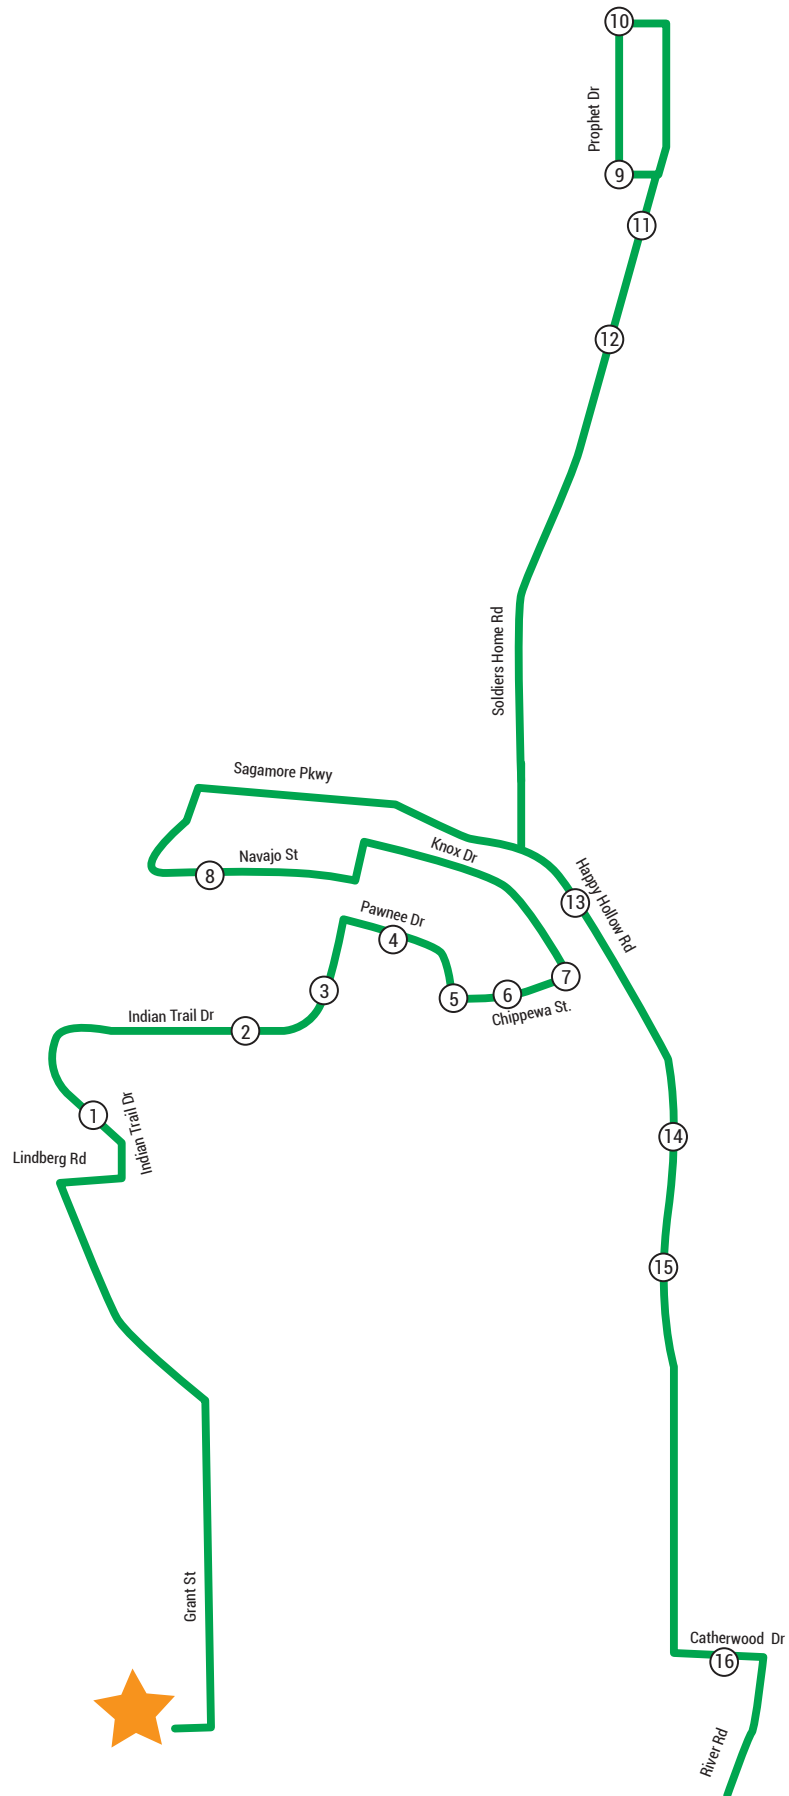 10
Prophet Dr
9
11
12
Soldiers Home Rd
Sagamore Pkwy
Knox Dr
Navajo St
8
Happy Hollow Rd
13
Pawnee Dr
4
7
3
5
6
Chippewa St.
Indian Trail Dr
2
1
Indian Trail Dr
Lindberg Rd
14
15
Grant St
Catherwood Dr
16
River Rd